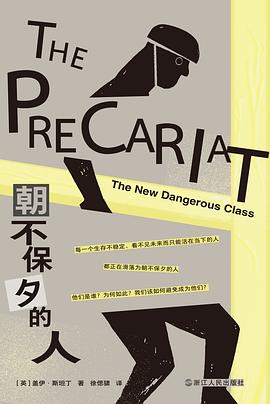 THE
PRECARIAT
The New Dangerous Class
朝不保夕的人
每一个生存不稳定、看不见未来而只能活在当下的人
都正在滑落为朝不保夕的人
他们是谁？为何如此？我们该如何避免成为他们？
[英] 盖伊·斯坦丁 著 徐偲骕 译
浙江人民出版社